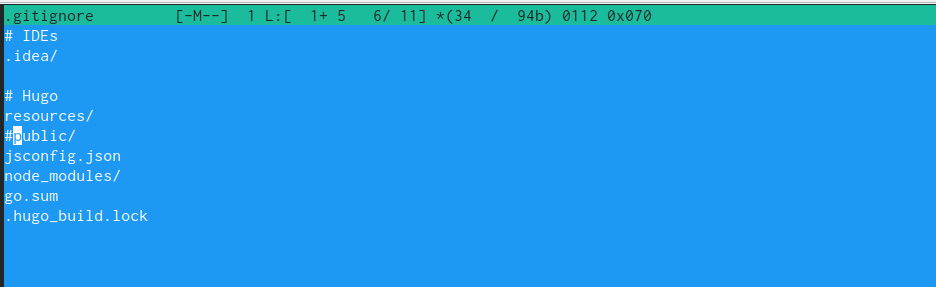 .gitignore         [-M--]  1 L:[  1+ 5   6/ 11] *(34  /  94b) 0112 0x070
# IDEs
.idea/

# Hugo
resources/
#public/
jsconfig.json
node_modules/
go.sum
.hugo_build.lock